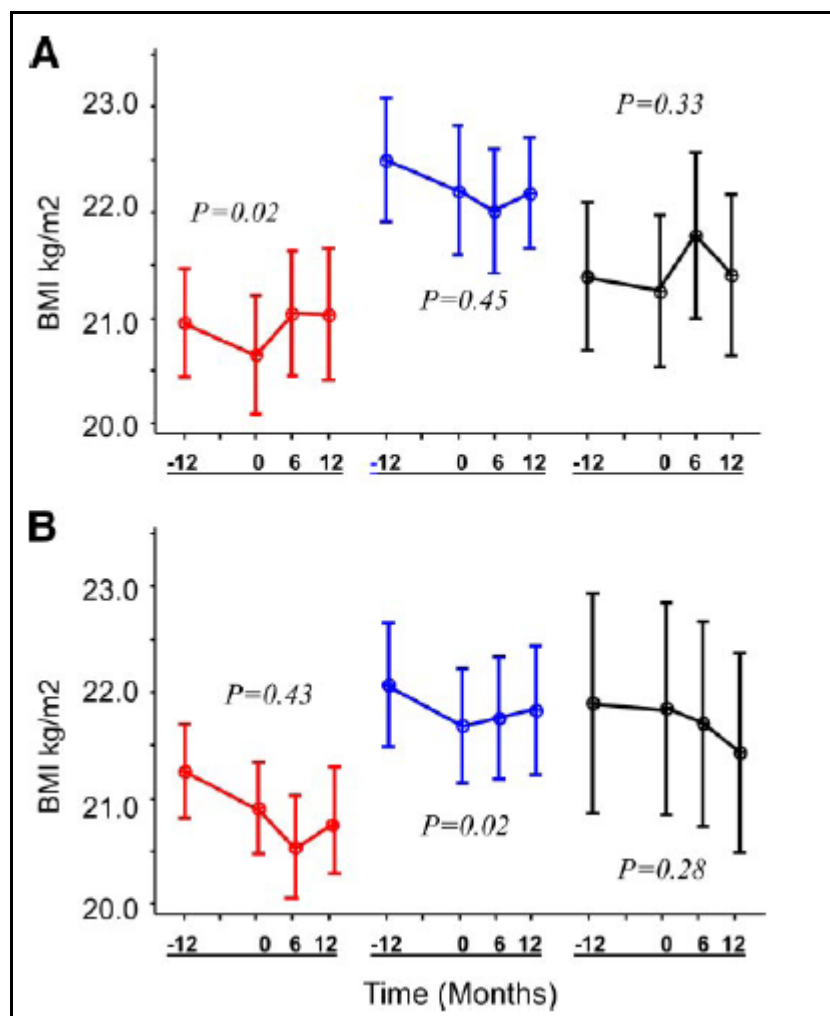 A
BMI kg/m2
23.0
22.0
21.0
20.0
P=0.02
P=0.45
P=0.33
-12 0 6 12 -12 0 6 12 -12 0 6 12
B
BMI kg/m2
23.0
22.0
21.0
20.0
P=0.43
P=0.02
P=0.28
-12 0 6 12 -12 0 6 12 -12 0 6 12
Time (Months)